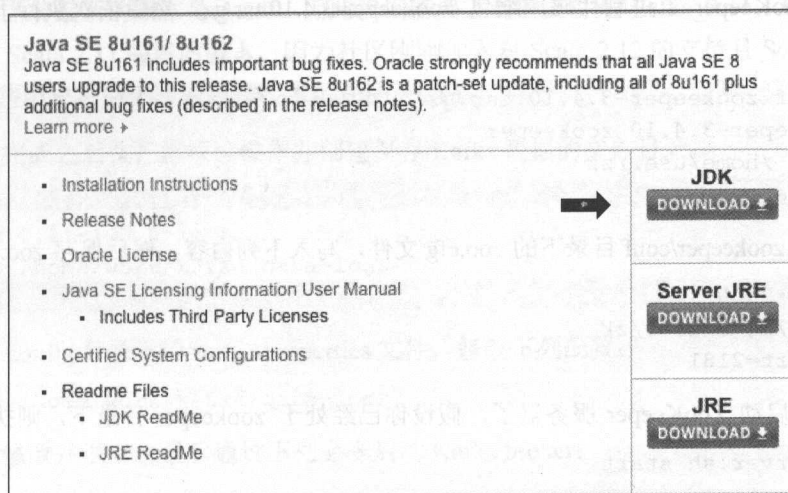 Java SE 8u161/ 8u162
Java SE 8u161 includes important bug fixes. Oracle strongly recommends that all Java SE 8
users upgrade to this release. Java SE 8u162 is a patch-set update, including all of 8u161 plus
additional bug fixes (described in the release notes).
Learn more
Installation Instructions
Release Notes
Oracle License
Java SE Licensing Information User Manual
Includes Third Party Licenses
Certified System Configurations
Readme Files
JDK ReadMe
JRE ReadMe
JDK
DOWNLOAD
Server JRE
DOWNLOAD
JRE
DOWNLOAD